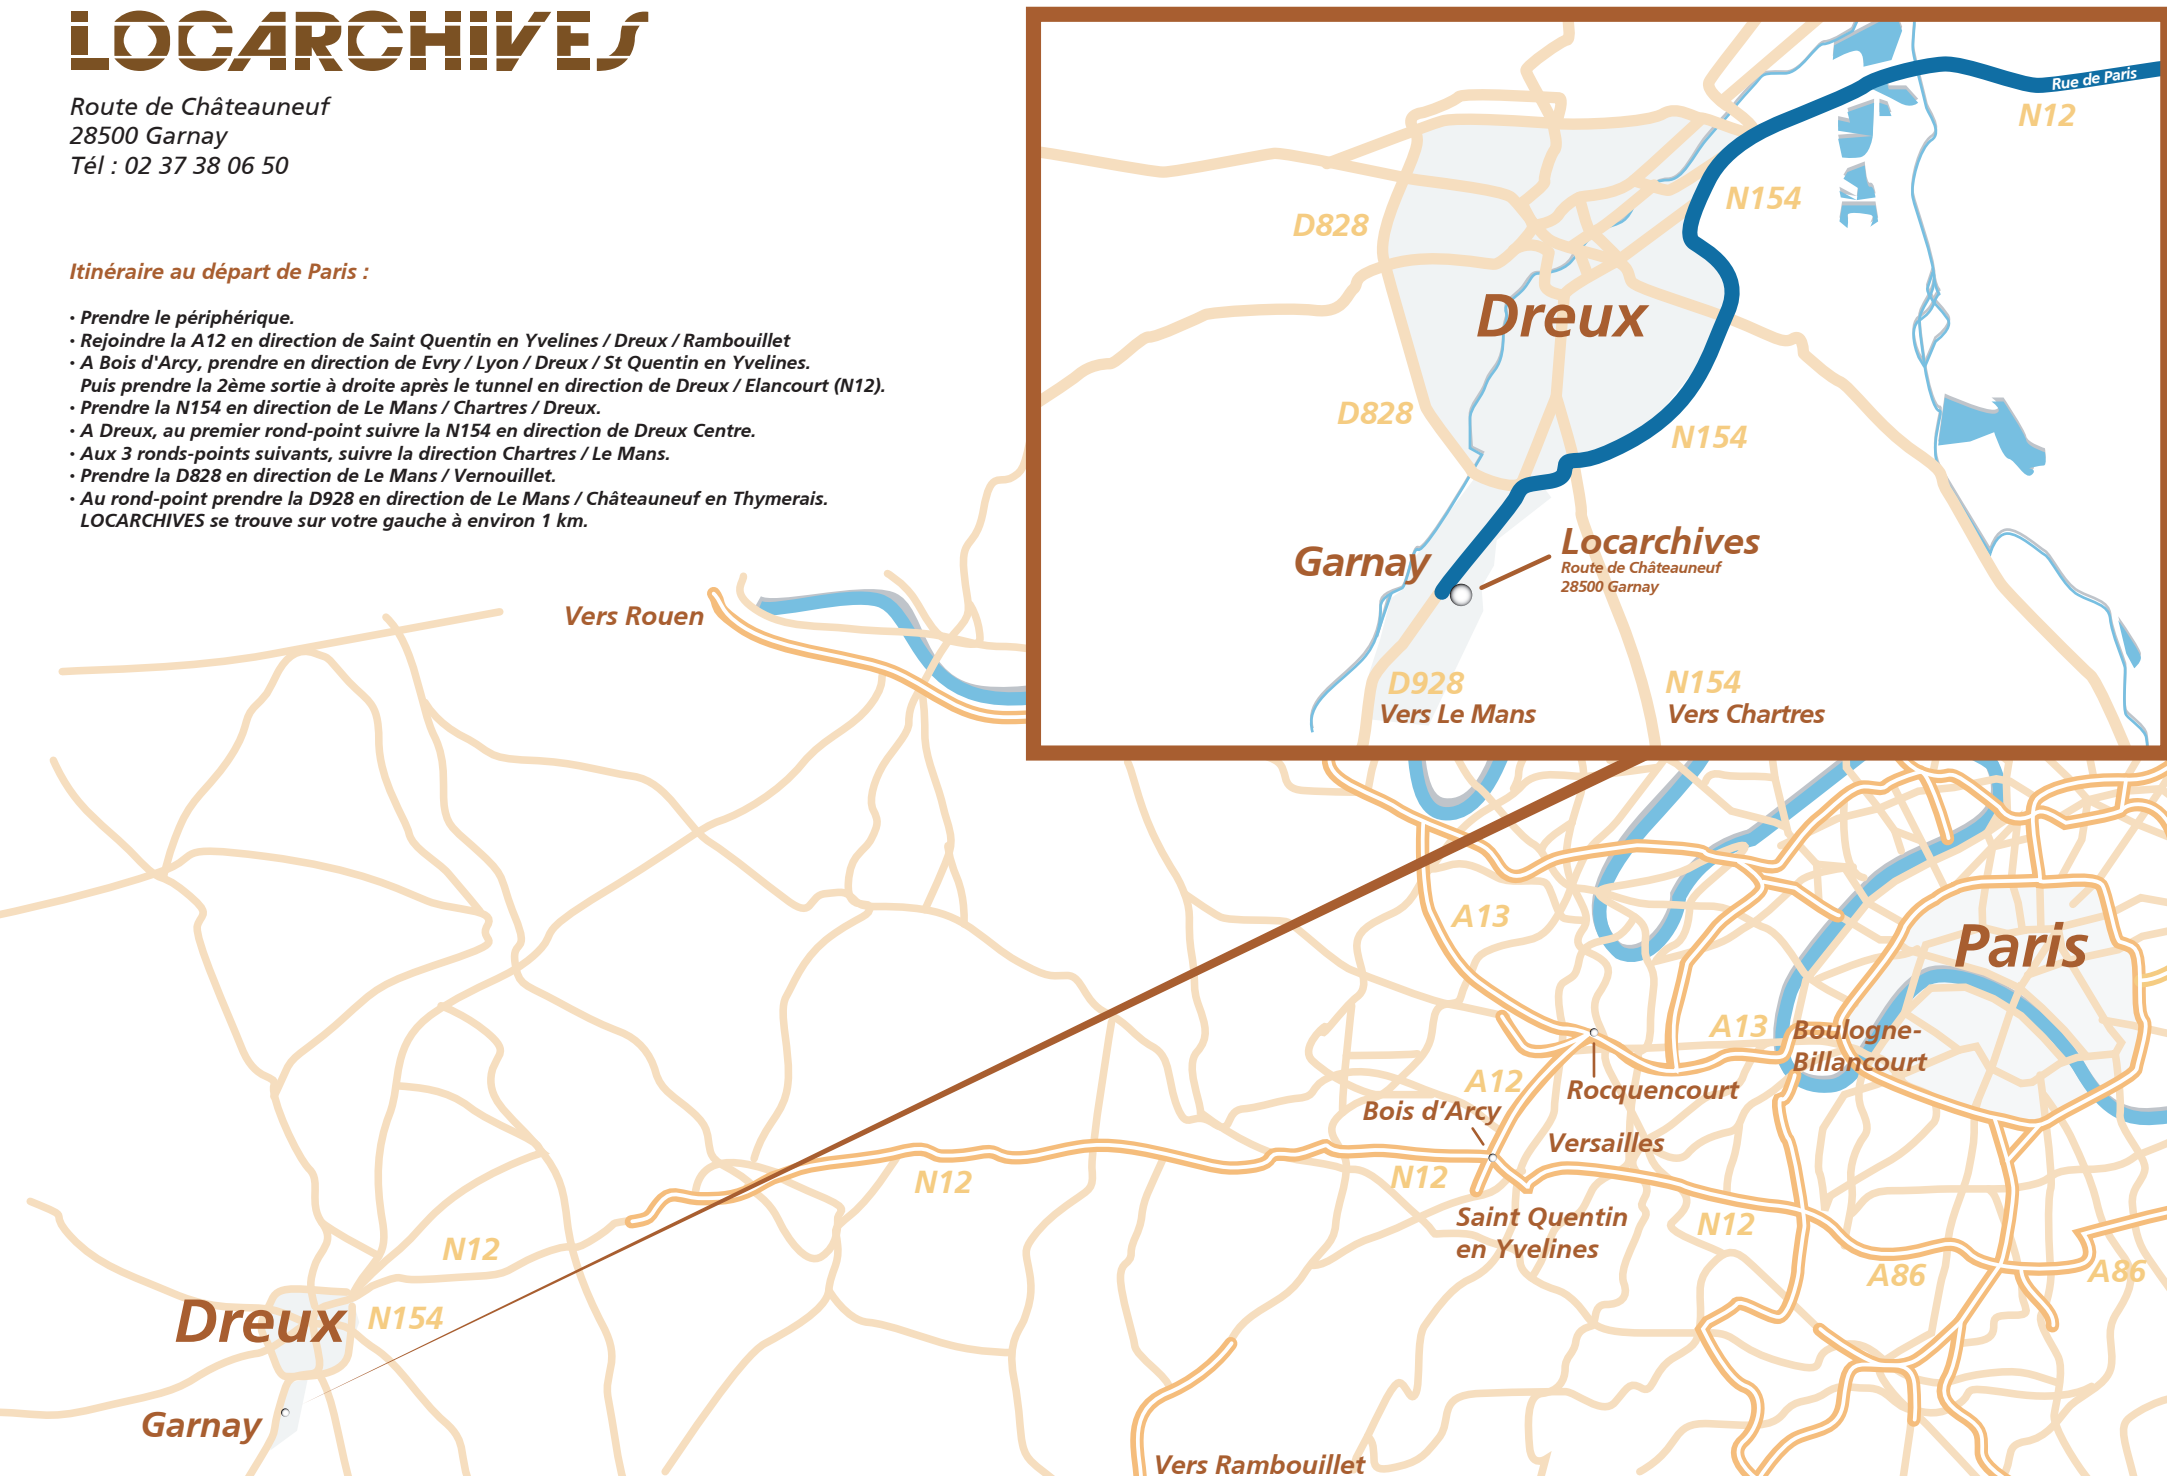 LOCARCHIVES
Route de Châteauneuf
28500 Garnay
Tél : 02 37 38 06 50
Itinéraire au départ de Paris :
• Prendre le périphérique.
• Rejoindre la A12 en direction de Saint Quentin en Yvelines / Dreux / Rambouillet
• A Bois d'Arcy, prendre en direction de Evry / Lyon / Dreux / St Quentin en Yvelines.
Puis prendre la 2ème sortie à droite après le tunnel en direction de Dreux / Elancourt (N12).
• Prendre la N154 en direction de Le Mans / Chartres / Dreux.
• A Dreux, au premier rond-point suivre la N154 en direction de Dreux Centre.
• Aux 3 ronds-points suivants, suivre la direction Chartres / Le Mans.
• Prendre la D828 en direction de Le Mans / Vernouillet.
• Au rond-point prendre la D928 en direction de Le Mans / Châteauneuf en Thymerais.
LOCARCHIVES se trouve sur votre gauche à environ 1 km.
Rue de Paris
N12
N154
D828
Dreux
D828
N154
Garnay
Locarchives
Route de Châteauneuf
28500 Garnay
D928
Vers Le Mans
N154
Vers Chartres
Vers Rouen
A13
Paris
A13
Boulogne-
Billancourt
A12
Rocquencourt
Bois d’Arcy
Versailles
N12
N12
Saint Quentin
en Yvelines
N12
N12
A86
A86
Dreux
N154
Garnay
Vers Rambouillet